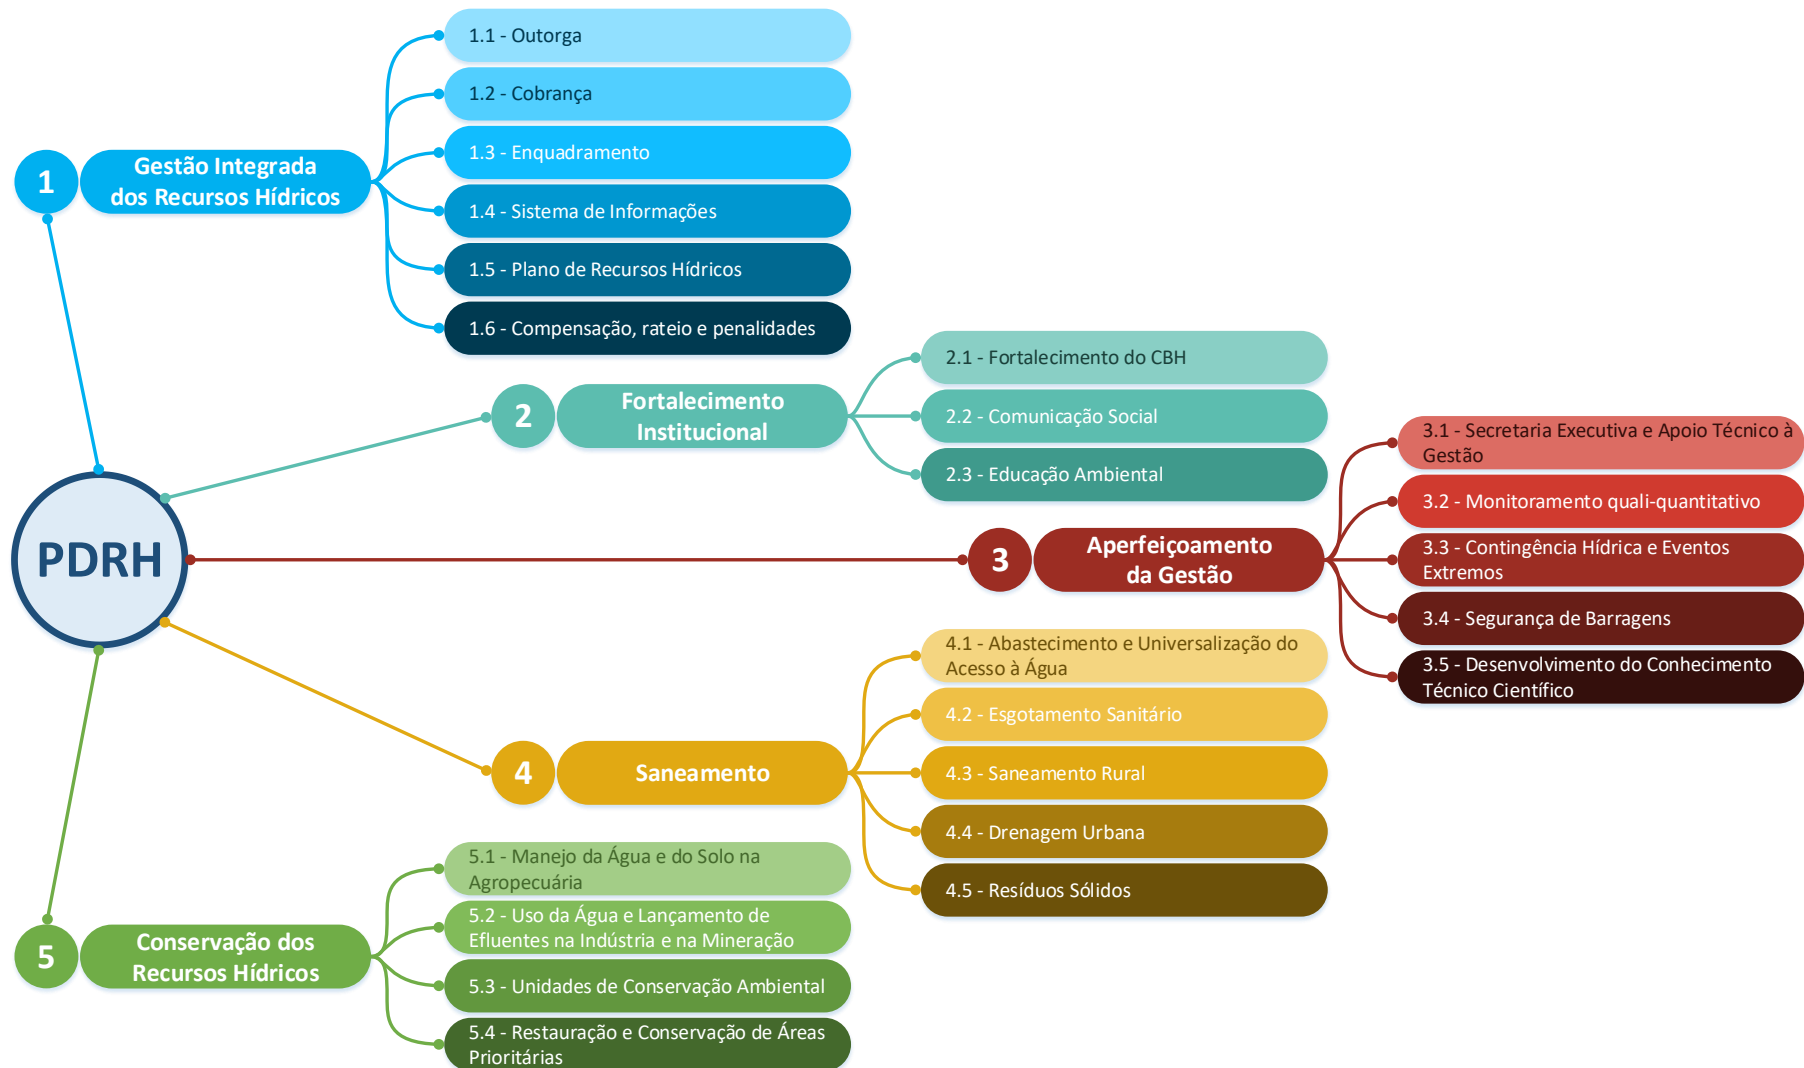 PDRH
1
Gestão Integrada
dos Recursos Hídricos
1.1 - Outorga
1.2 - Cobrança
1.3 - Enquadramento
1.4 - Sistema de Informações
1.5 - Plano de Recursos Hídricos
1.6 - Compensação, rateio e penalidades
2
Fortalecimento
Institucional
2.1 - Fortalecimento do CBH
2.2 - Comunicação Social
2.3 - Educação Ambiental
3
Aperfeiçoamento
da Gestão
3.1 - Secretaria Executiva e Apoio Técnico à
Gestão
3.2 - Monitoramento quali-quantitativo
3.3 - Contingência Hídrica e Eventos
Extremos
3.4 - Segurança de Barragens
3.5 - Desenvolvimento do Conhecimento
Técnico Científico
4
Saneamento
4.1 - Abastecimento e Universalização do
Acesso à Água
4.2 - Esgotamento Sanitário
4.3 - Saneamento Rural
4.4 - Drenagem Urbana
4.5 - Resíduos Sólidos
5
Conservação dos
Recursos Hídricos
5.1 - Manejo da Água e do Solo na
Agropecuária
5.2 - Uso da Água e Lançamento de
Efluentes na Indústria e na Mineração
5.3 - Unidades de Conservação Ambiental
5.4 - Restauração e Conservação de Áreas
Prioritárias